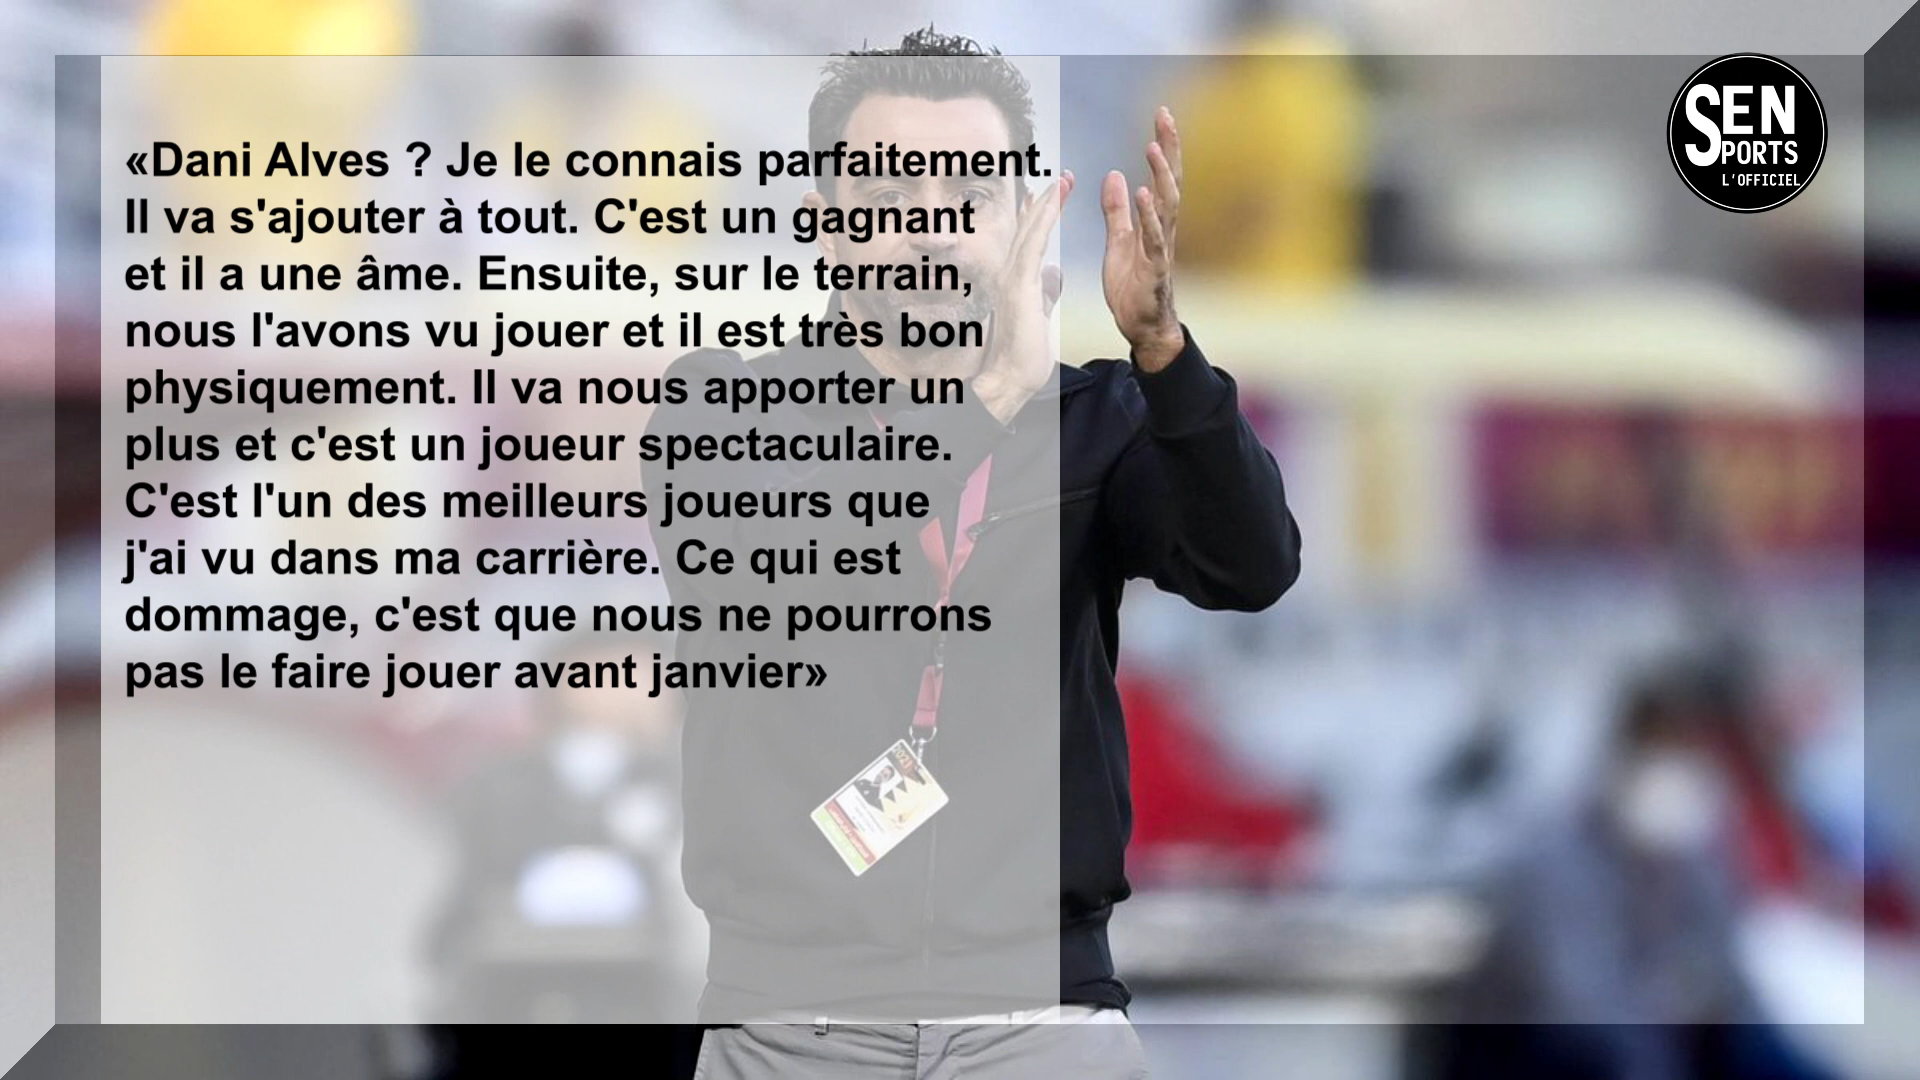 «Dani Alves ? Je le connais parfaitement.
Il va s'ajouter à tout. C'est un gagnant
et il a une âme. Ensuite, sur le terrain,
nous l'avons vu jouer et il est très bon
physiquement. Il va nous apporter un
plus et c'est un joueur spectaculaire.
C'est l'un des meilleurs joueurs que
j'ai vu dans ma carrière. Ce qui est
dommage, c'est que nous ne pourrons
pas le faire jouer avant janvier»
SEN
SPORTS
L'OFFICIEL